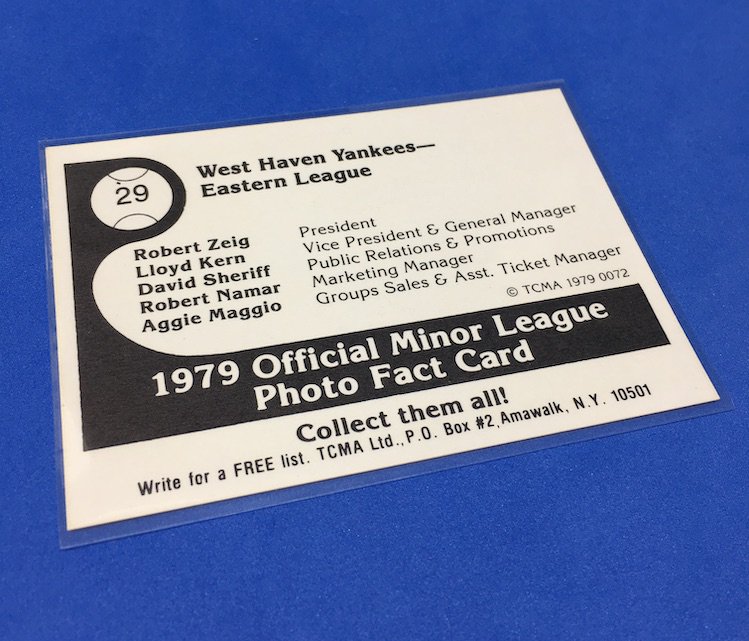 29
West Haven Yankees—
Eastern League
Robert Zeig President
Lloyd Kern Vice President & General Manager
David Sheriff Public Relations & Promotions
Robert Namar Marketing Manager
Aggie Maggio Groups Sales & Asst. Ticket Manager
© TCMA 1979 0072
1979 Official Minor League
Photo Fact Card
Collect them all!
Write for a FREE list. TCMA Ltd., P.O. Box #2, Amawalk, N.Y. 10501